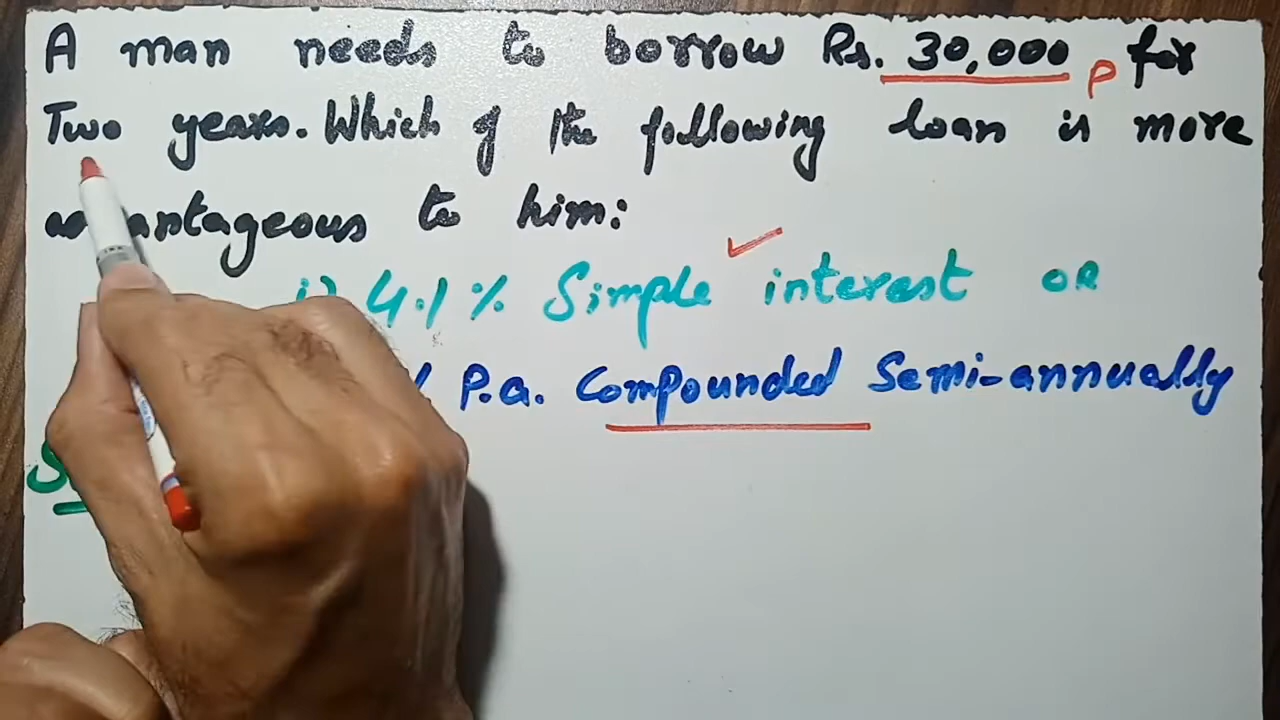 A man needs to borrow Rs. 30,000 P for
Two years. Which of the following loan is more
advantageous to him:
i) 4.1% Simple interest OR
% P.a. Compounded Semi-annually